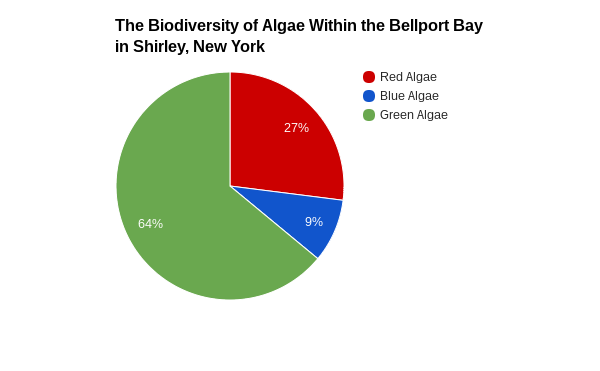 The Biodiversity of Algae Within the Bellport Bay
in Shirley, New York
Red Algae
Blue Algae
Green Algae
27%
9%
64%